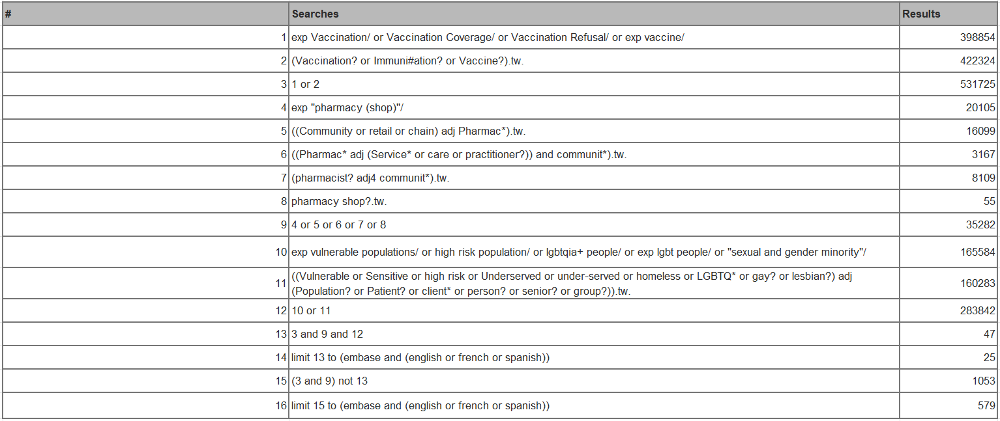 # Searches Results
1 exp Vaccination/ or Vaccination Coverage/ or Vaccination Refusal/ or exp vaccine/ 398854
2 (Vaccination? or Immuni#ation? or Vaccine?).tw. 422324
3 1 or 2 531725
4 exp "pharmacy (shop)"/ 20105
5 ((Community or retail or chain) adj Pharmac*).tw. 16099
6 ((Pharmac* adj (Service* or care or practitioner?)) and communit*).tw. 3167
7 (pharmacist? adj4 communit*).tw. 8109
8 pharmacy shop?.tw. 55
9 4 or 5 or 6 or 7 or 8 35282
10 exp vulnerable populations/ or high risk population/ or lgbtqia+ people/ or exp lgbt people/ or "sexual and gender minority"/ 165584
11 ((Vulnerable or Sensitive or high risk or Underserved or under-served or homeless or LGBTQ* or gay? or lesbian?) adj
(Population? or Patient? or client* or person? or senior? or group?)).tw. 160283
12 10 or 11 283842
13 3 and 9 and 12 47
14 limit 13 to (embase and (english or french or spanish)) 25
15 (3 and 9) not 13 1053
16 limit 15 to (embase and (english or french or spanish)) 579